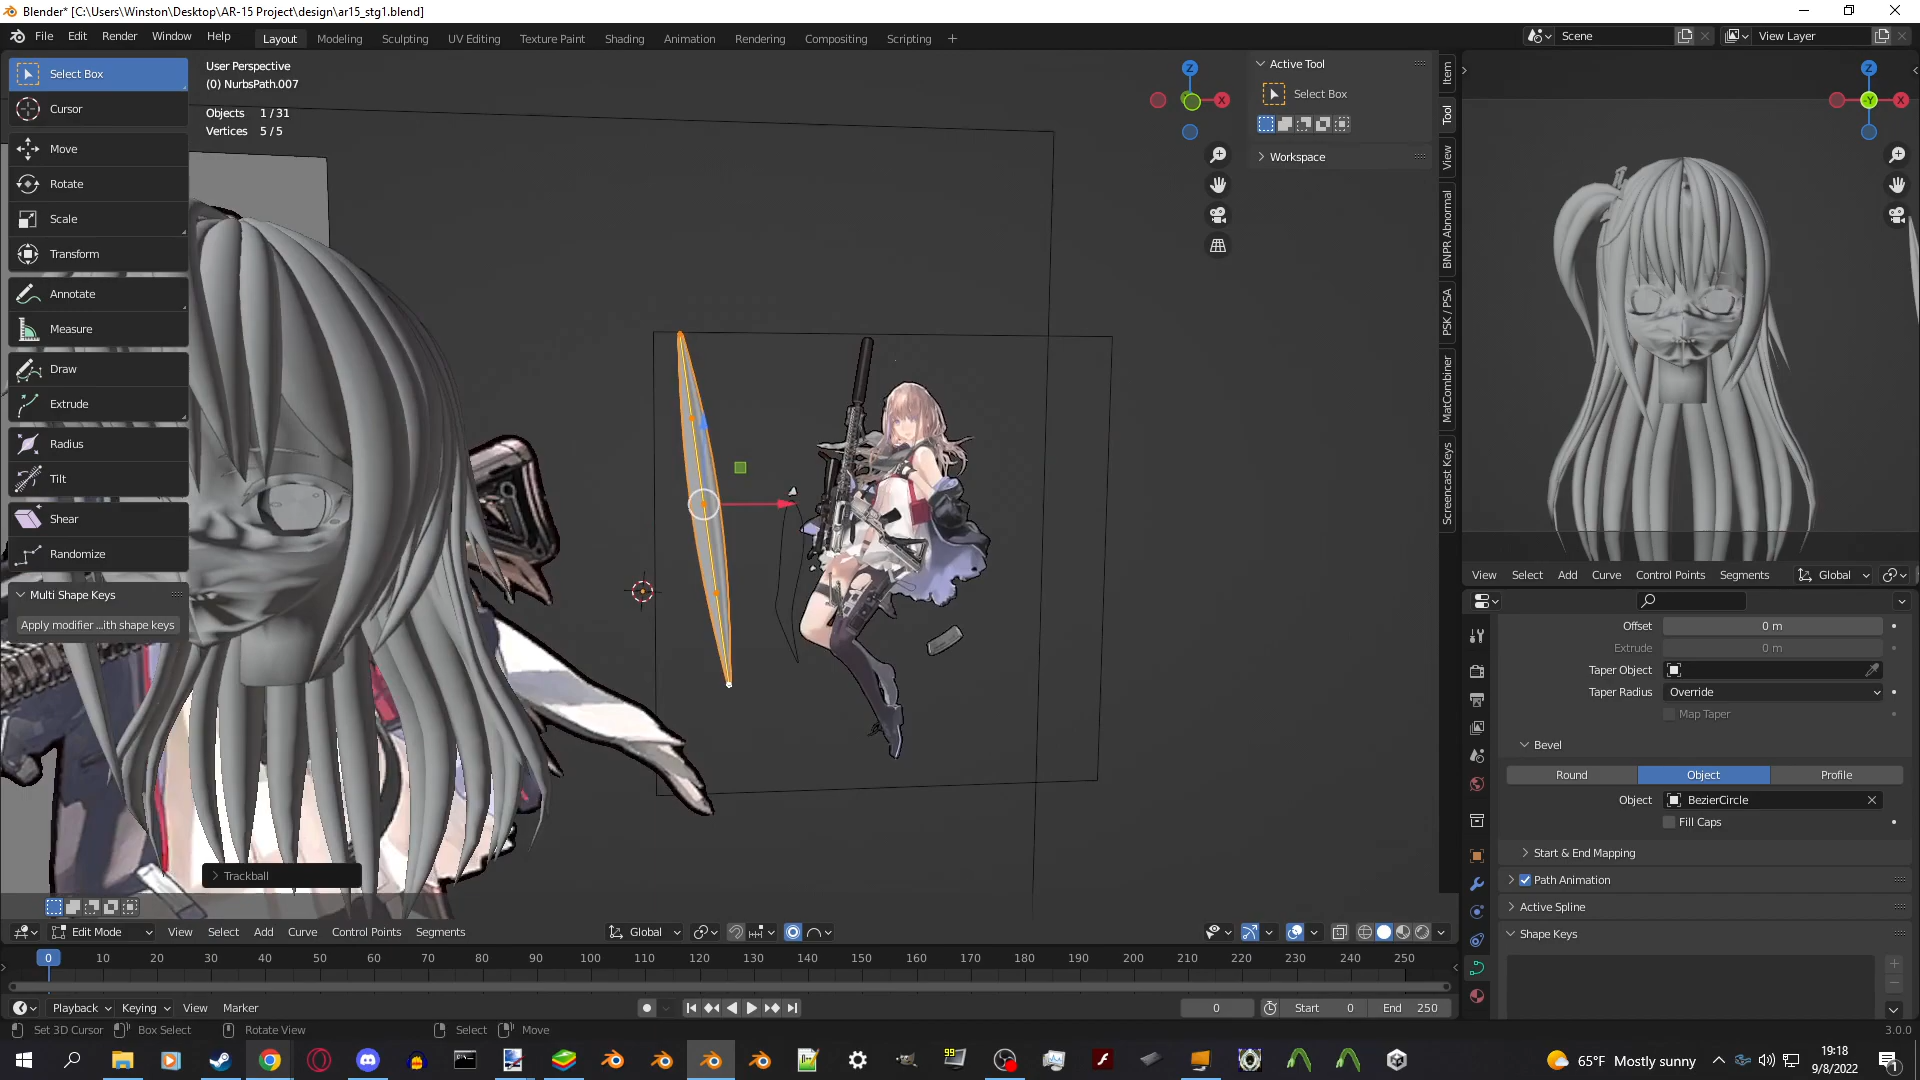 Blender* [C:\Users\Winston\Desktop\AR-15 Project\design\ar15_stg1.blend]
File Edit Render Window Help
Layout Modeling Sculpting UV Editing Texture Paint Shading Animation Rendering Compositing Scripting
Scene
View Layer
Select Box
Cursor
Move
Rotate
Scale
Transform
Annotate
Measure
Draw
Extrude
Radius
Tilt
Shear
Randomize
Multi Shape Keys
Apply modifier ...ith shape keys
User Perspective
(0) NurbsPath.007
Objects 1 / 31
Vertices 5 / 5
Z
X
Active Tool
Select Box
Workspace
Item
Tool
View
BNPR Abnormal
PSK / PSA
MatCombiner
Screencast Keys
Z
-Y
X
Trackball
View Select Add Curve Control Points Segments Global
Offset 0 m
Extrude 0 m
Taper Object
Taper Radius Override
Map Taper
Bevel
Round Object Profile
Object BezierCircle
Fill Caps
Start & End Mapping
Path Animation
Active Spline
Shape Keys
Edit Mode View Select Add Curve Control Points Segments Global
0 10 20 30 40 50 60 70 80 90 100 110 120 130 140 150 160 170 180 190 200 210 220 230 240 250
Playback Keying View Marker 0 Start 0 End 250
Set 3D Cursor Box Select Rotate View Select Move 3.0.0
99
65°F Mostly sunny
19:18
9/8/2022
1